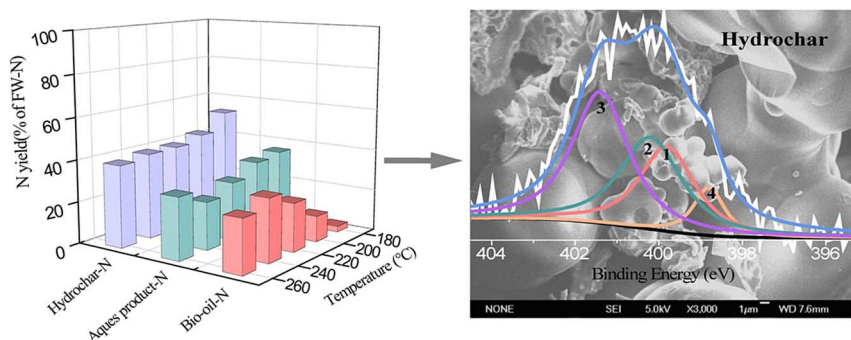 N yield(% of FW-N)
100
80
60
40
20
0
Hydrochar-N
Aques product-N
Bio-oil-N
260
240
220
200
180
Temperature (°C)
Hydrochar
3
2
1
4
404
402
400
398
396
Binding Energy (eV)
NONE SEI 5.0kV X3,000 1μm WD 7.6mm